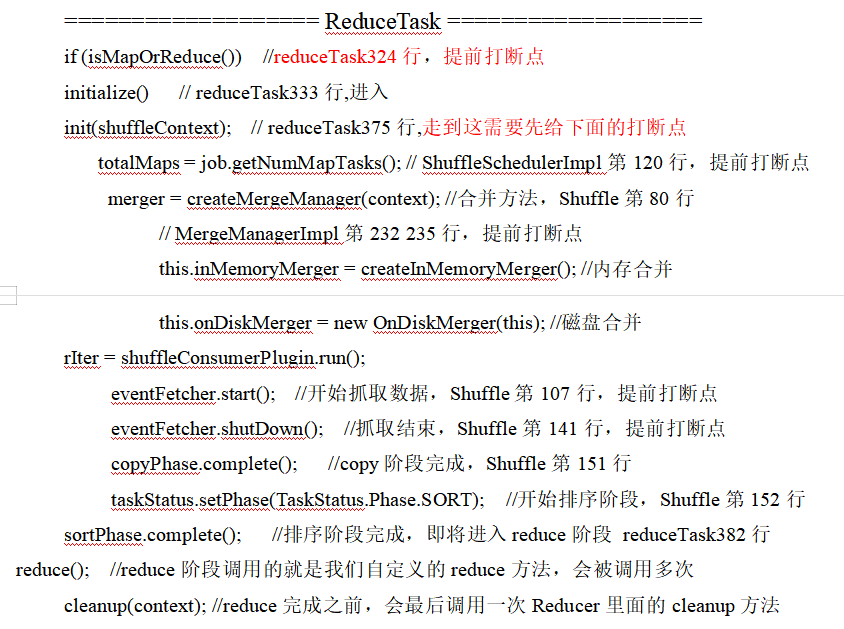 =================== ReduceTask ===================
if (isMapOrReduce())    //reduceTask324 行，提前打断点
initialize()      // reduceTask333 行,进入
init(shuffleContext);    // reduceTask375 行,走到这需要先给下面的打断点
totalMaps = job.getNumMapTasks(); // ShuffleSchedulerImpl 第 120 行，提前打断点
merger = createMergeManager(context); //合并方法，Shuffle 第 80 行
// MergeManagerImpl 第 232 235 行，提前打断点
this.inMemoryMerger = createInMemoryMerger(); //内存合并
this.onDiskMerger = new OnDiskMerger(this); //磁盘合并
rIter = shuffleConsumerPlugin.run();
eventFetcher.start();    //开始抓取数据，Shuffle 第 107 行，提前打断点
eventFetcher.shutDown();    //抓取结束，Shuffle 第 141 行，提前打断点
copyPhase.complete();      //copy 阶段完成，Shuffle 第 151 行
taskStatus.setPhase(TaskStatus.Phase.SORT);    //开始排序阶段，Shuffle 第 152 行
sortPhase.complete();      //排序阶段完成，即将进入 reduce 阶段  reduceTask382 行
reduce();    //reduce 阶段调用的就是我们自定义的 reduce 方法，会被调用多次
cleanup(context); //reduce 完成之前，会最后调用一次 Reducer 里面的 cleanup 方法